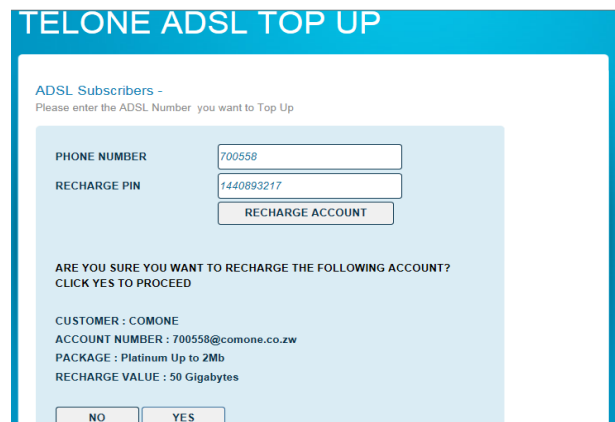 TELONE ADSL TOP UP
ADSL Subscribers -
Please enter the ADSL Number you want to Top Up
PHONE NUMBER 700558
RECHARGE PIN 1440893217
RECHARGE ACCOUNT
ARE YOU SURE YOU WANT TO RECHARGE THE FOLLOWING ACCOUNT?
CLICK YES TO PROCEED
CUSTOMER : COMONE
ACCOUNT NUMBER : 700558@comone.co.zw
PACKAGE : Platinum Up to 2Mb
RECHARGE VALUE : 50 Gigabytes
NO YES